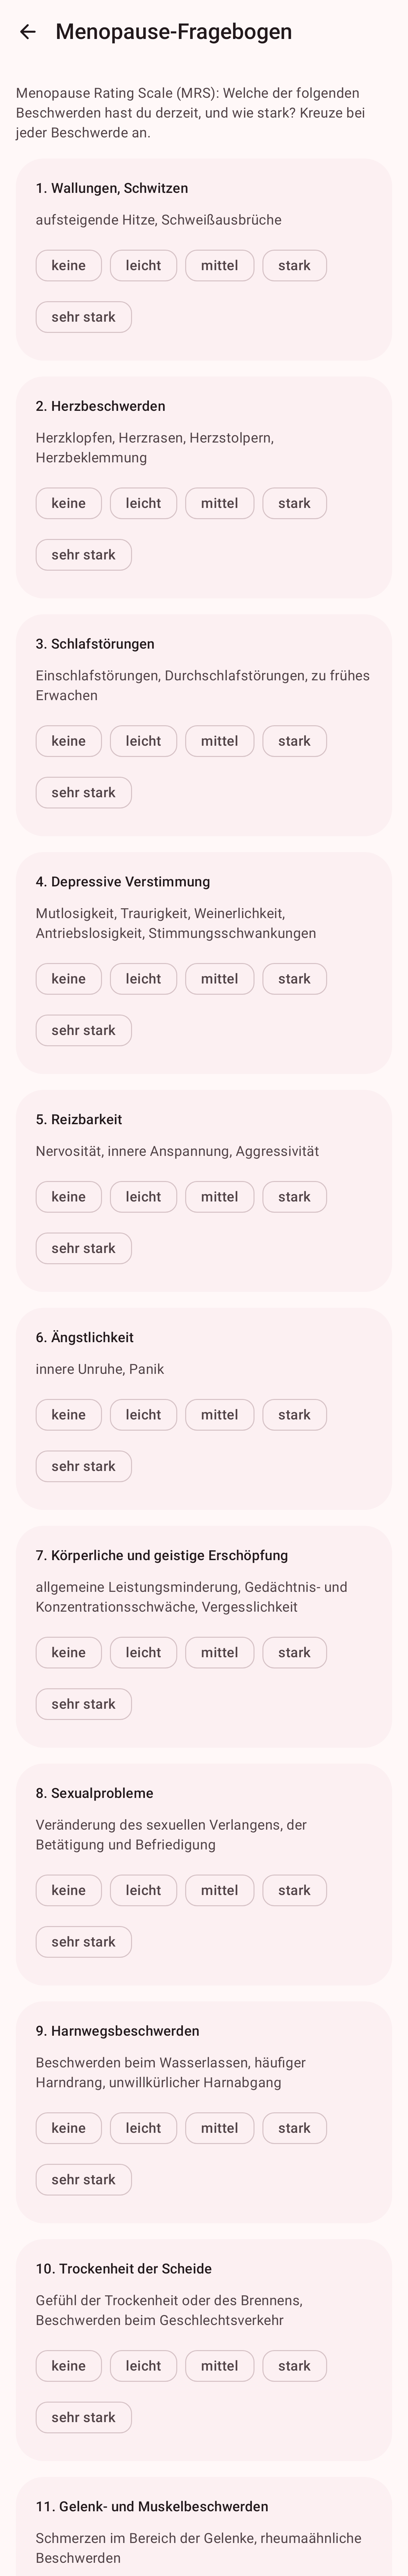 Menopause-Fragebogen
Menopause Rating Scale (MRS): Welche der folgenden
Beschwerden hast du derzeit, und wie stark? Kreuze bei
jeder Beschwerde an.
1. Wallungen, Schwitzen
aufsteigende Hitze, Schweißausbrüche
keine leicht mittel stark
sehr stark
2. Herzbeschwerden
Herzklopfen, Herzrasen, Herzstolpern,
Herzbeklemmung
keine leicht mittel stark
sehr stark
3. Schlafstörungen
Einschlafstörungen, Durchschlafstörungen, zu frühes
Erwachen
keine leicht mittel stark
sehr stark
4. Depressive Verstimmung
Mutlosigkeit, Traurigkeit, Weinerlichkeit,
Antriebslosigkeit, Stimmungsschwankungen
keine leicht mittel stark
sehr stark
5. Reizbarkeit
Nervosität, innere Anspannung, Aggressivität
keine leicht mittel stark
sehr stark
6. Ängstlichkeit
innere Unruhe, Panik
keine leicht mittel stark
sehr stark
7. Körperliche und geistige Erschöpfung
allgemeine Leistungsminderung, Gedächtnis- und
Konzentrationsschwäche, Vergesslichkeit
keine leicht mittel stark
sehr stark
8. Sexualprobleme
Veränderung des sexuellen Verlangens, der
Betätigung und Befriedigung
keine leicht mittel stark
sehr stark
9. Harnwegsbeschwerden
Beschwerden beim Wasserlassen, häufiger
Harndrang, unwillkürlicher Harnabgang
keine leicht mittel stark
sehr stark
10. Trockenheit der Scheide
Gefühl der Trockenheit oder des Brennens,
Beschwerden beim Geschlechtsverkehr
keine leicht mittel stark
sehr stark
11. Gelenk- und Muskelbeschwerden
Schmerzen im Bereich der Gelenke, rheumaähnliche
Beschwerden